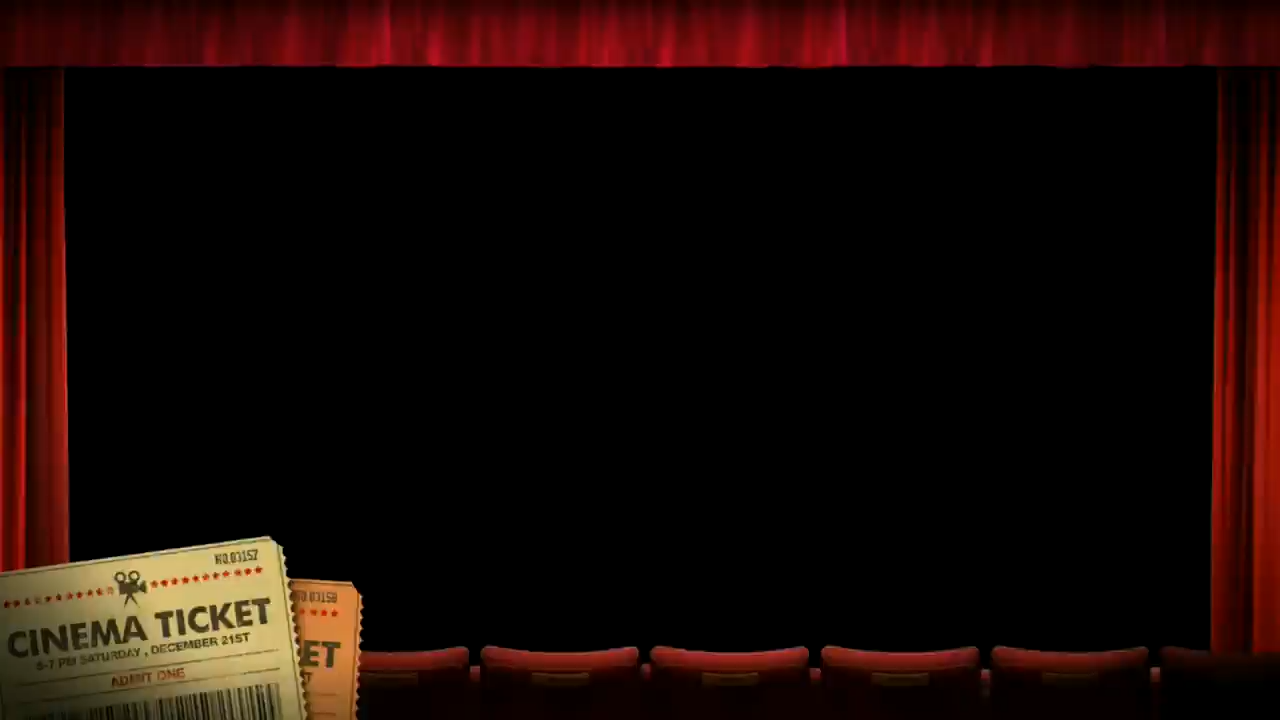 NO.03152
CINEMA TICKET
5-7 PM SATURDAY, DECEMBER 21ST
ADMIT ONE
ET